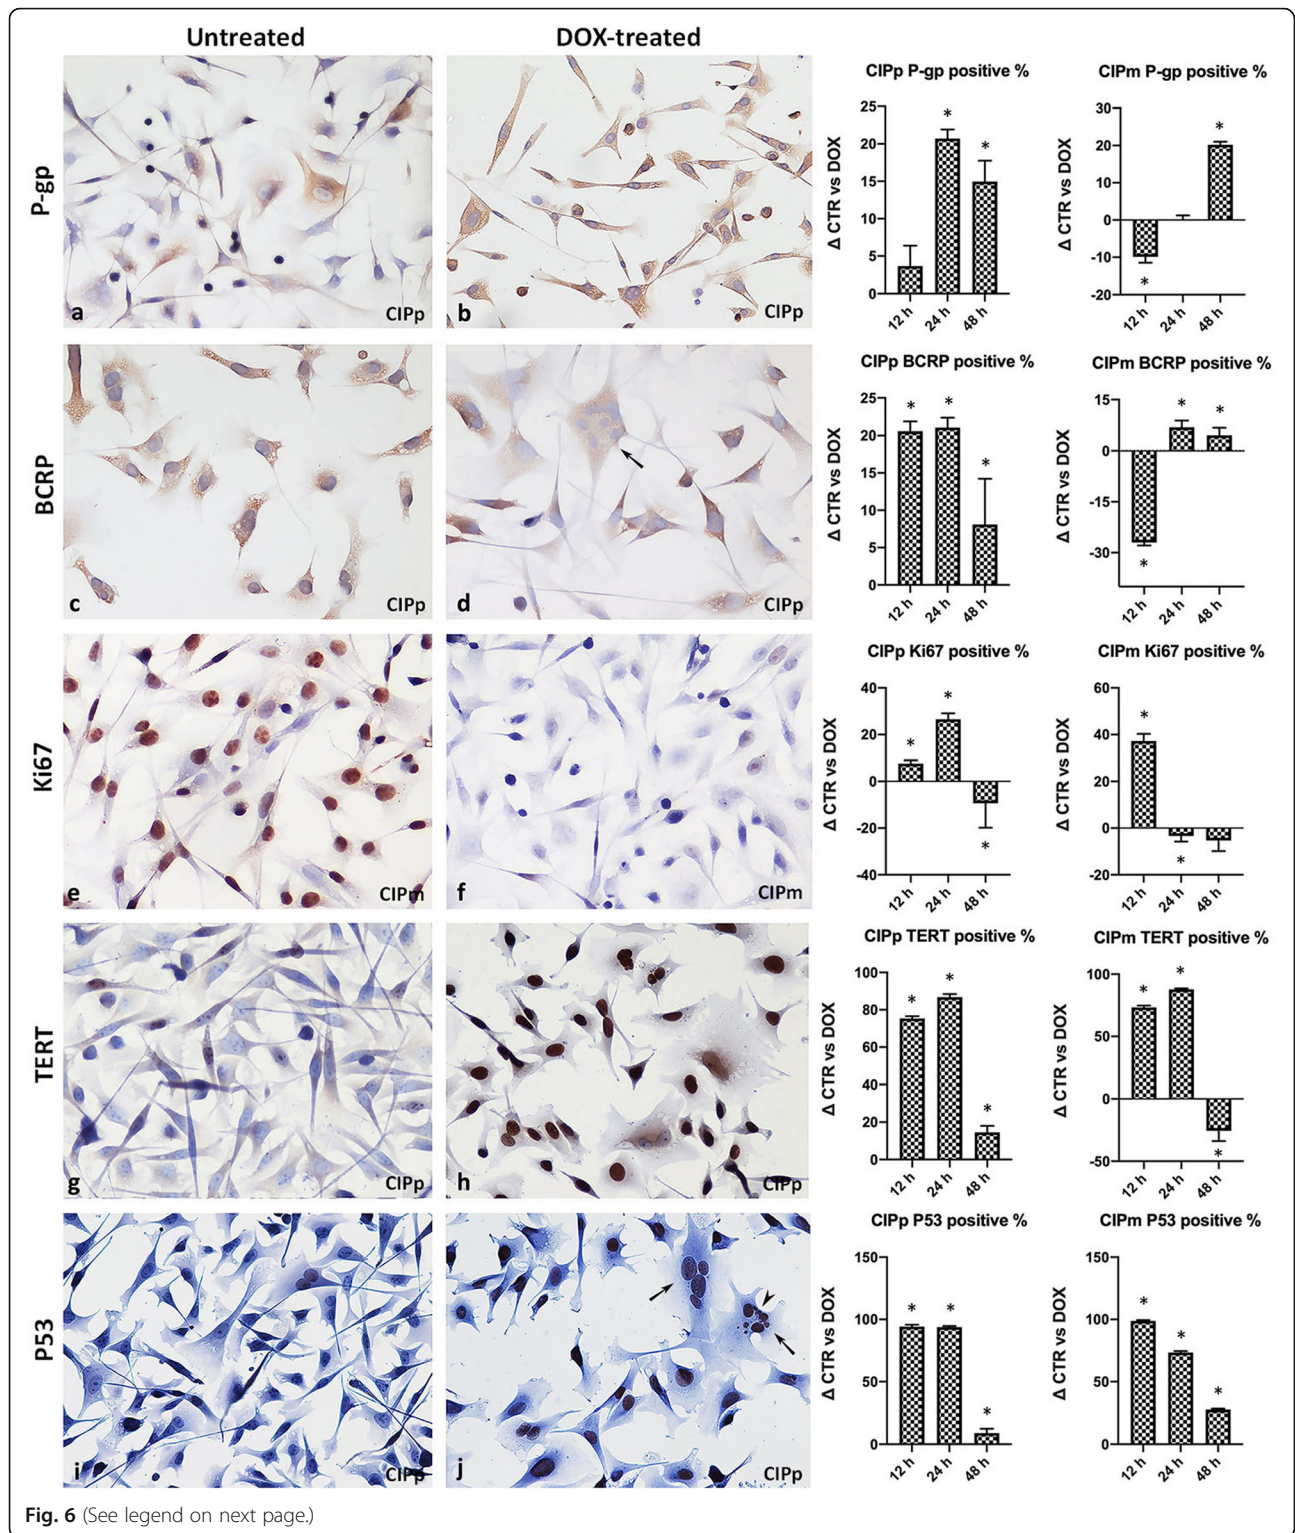 Untreated
DOX-treated
P-gp
a
CIPp
b
CIPp
CIPp P-gp positive %
Δ CTR vs DOX
25
20
15
10
5
0
*
*
12 h
24 h
48 h
CIPm P-gp positive %
Δ CTR vs DOX
30
20
10
0
-10
-20
*
*
12 h
24 h
48 h
BCRP
c
CIPp
d
CIPp
CIPp BCRP positive %
Δ CTR vs DOX
25
20
15
10
5
0
*
*
*
12 h
24 h
48 h
CIPm BCRP positive %
Δ CTR vs DOX
15
0
-15
-30
*
*
*
12 h
24 h
48 h
Ki67
e
CIPm
f
CIPm
CIPp Ki67 positive %
Δ CTR vs DOX
40
20
0
-20
-40
*
*
*
12 h
24 h
48 h
CIPm Ki67 positive %
Δ CTR vs DOX
60
40
20
0
-20
*
*
12 h
24 h
48 h
TERT
g
CIPp
h
CIPp
CIPp TERT positive %
Δ CTR vs DOX
100
80
60
40
20
0
*
*
*
12 h
24 h
48 h
CIPm TERT positive %
Δ CTR vs DOX
100
50
0
-50
*
*
*
12 h
24 h
48 h
P53
i
CIPp
j
CIPp
CIPp P53 positive %
Δ CTR vs DOX
150
100
50
0
*
*
*
12 h
24 h
48 h
CIPm P53 positive %
Δ CTR vs DOX
150
100
50
0
*
*
*
12 h
24 h
48 h
Fig. 6 (See legend on next page.)